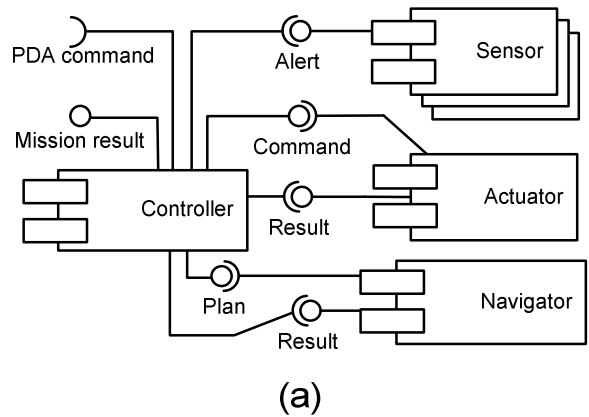 PDA command
Alert
Sensor
Mission result
Command
Controller
Actuator
Result
Plan
Navigator
Result
(a)